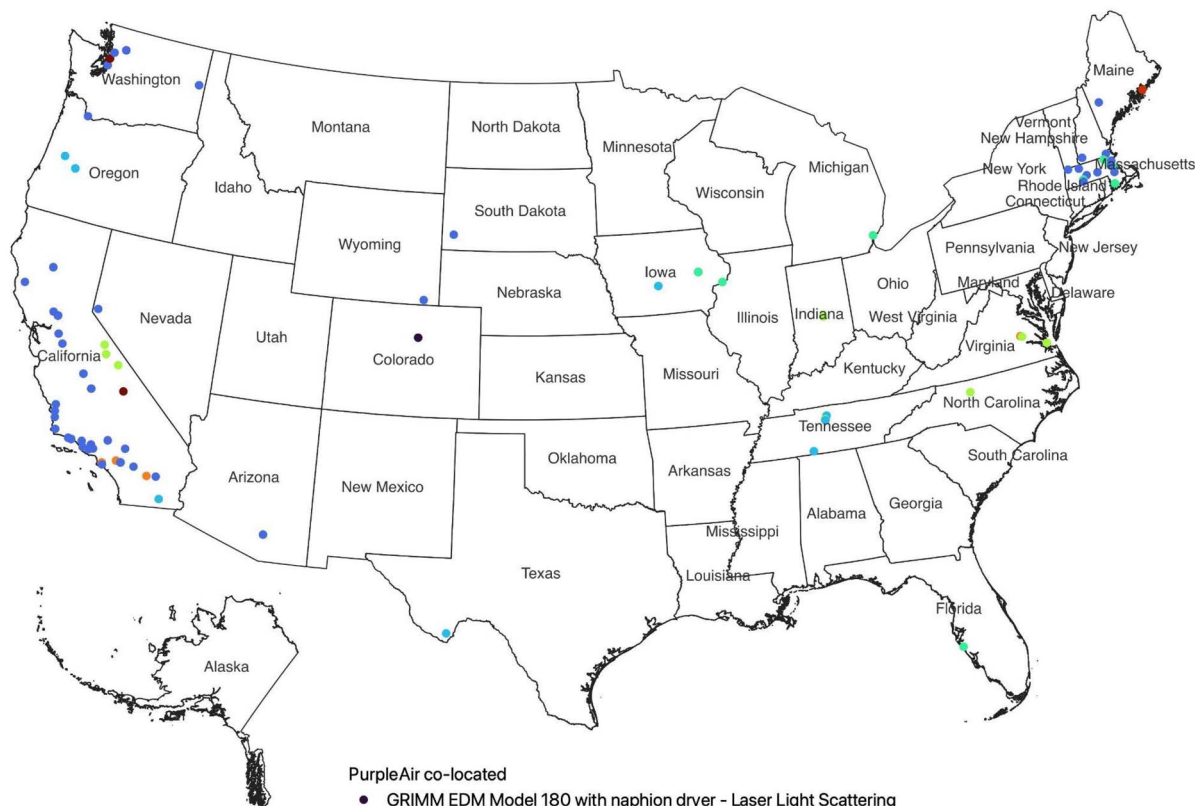 Washington
Maine
Montana
North Dakota
Minnesota
Vermont
New Hampshire
Michigan
Massachusetts
Oregon
Idaho
New York
Wisconsin
Rhode Island
South Dakota
Connecticut
Wyoming
Pennsylvania
New Jersey
Iowa
Ohio
Maryland
Nebraska
Delaware
Nevada
Illinois
Indiana
West Virginia
Utah
Colorado
Virginia
California
Kentucky
Kansas
Missouri
North Carolina
Tennessee
South Carolina
Oklahoma
Arkansas
Arizona
New Mexico
Georgia
Alabama
Mississippi
Texas
Louisiana
Florida
Alaska
PurpleAir co-located
GRIMM EDM Model 180 with naphion dryer - Laser Light Scattering